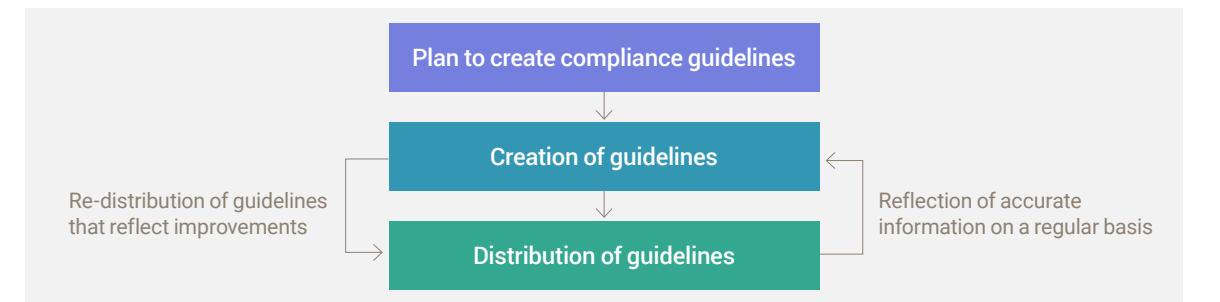 Plan to create compliance guidelines
Creation of guidelines
Re-distribution of guidelines
that reflect improvements
Reflection of accurate
information on a regular basis
Distribution of guidelines